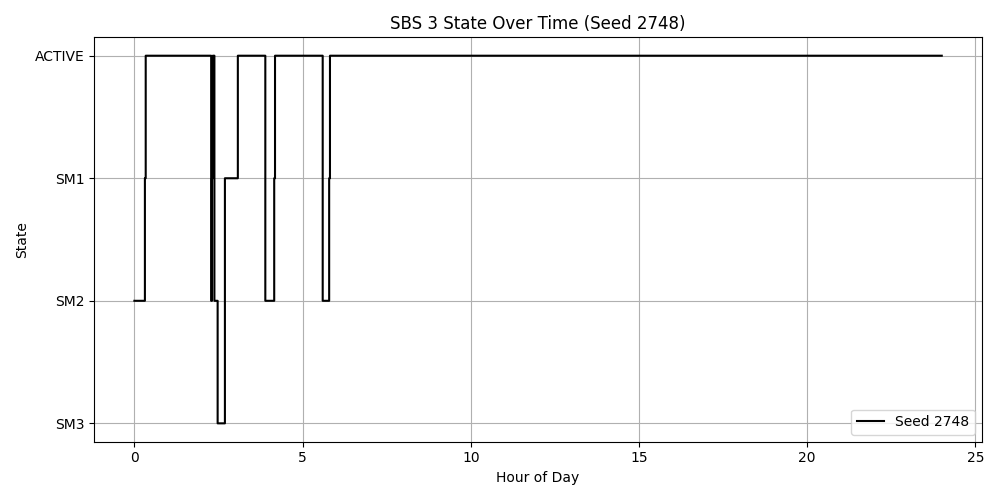 SBS 3 State Over Time (Seed 2748)
ACTIVE
SM1
SM2
SM3
State
0
5
10
15
20
25
Hour of Day
Seed 2748